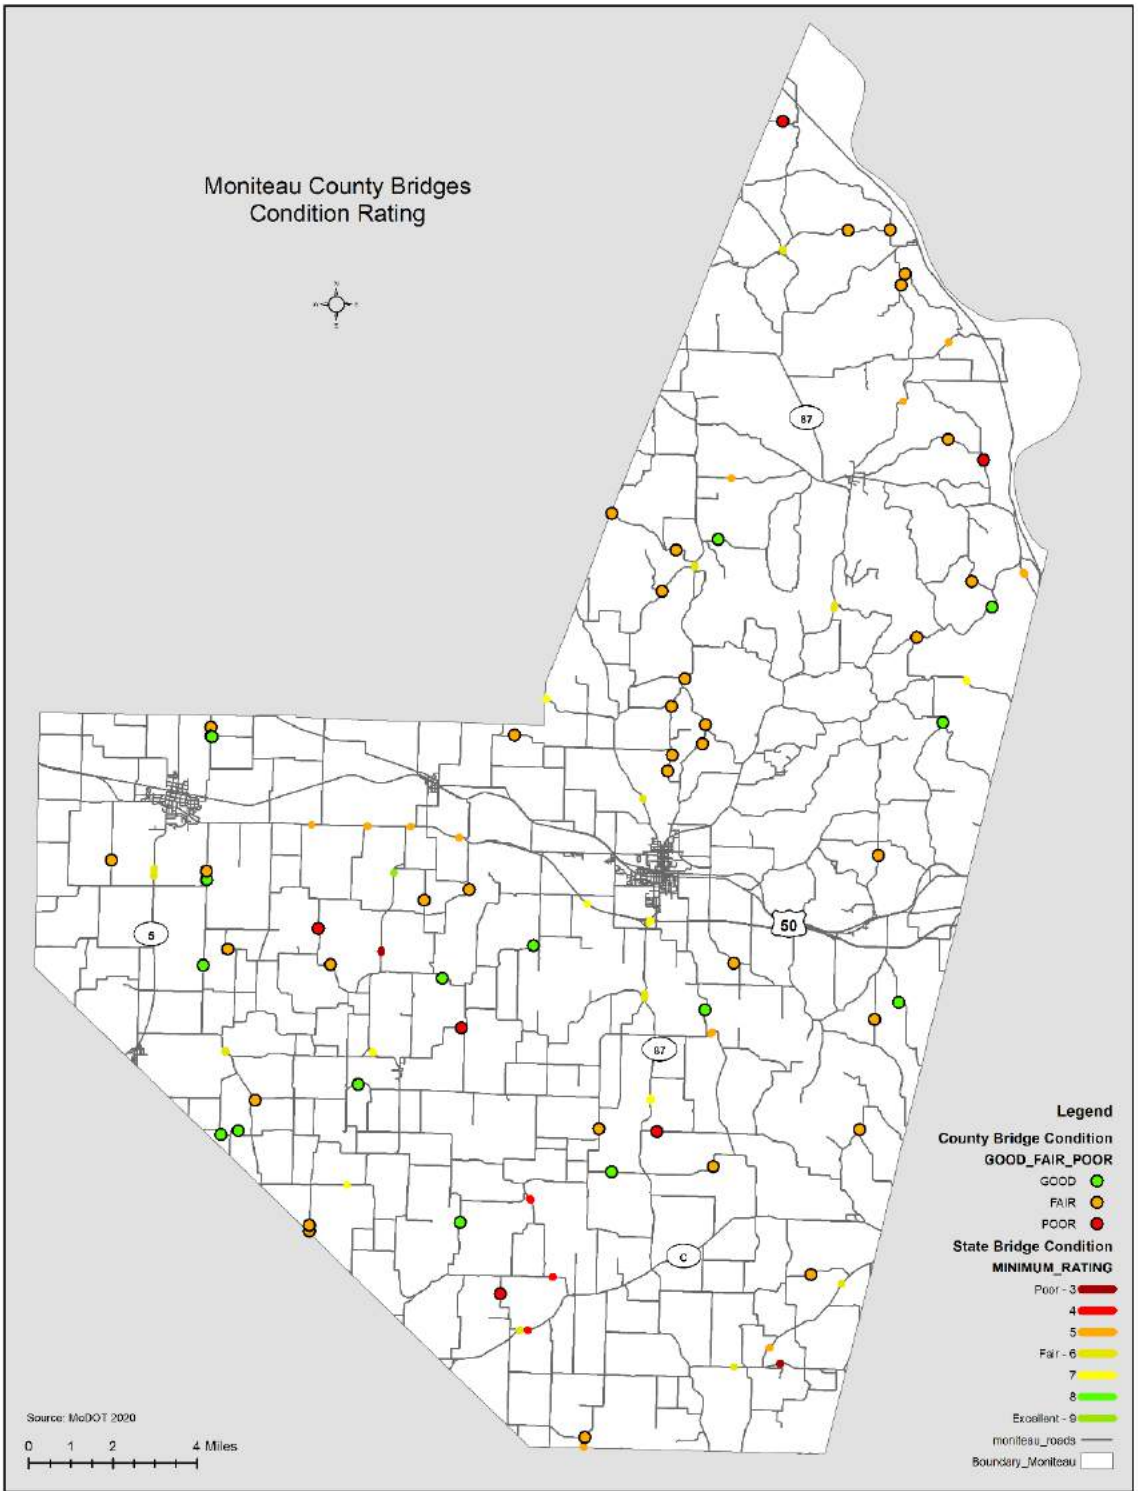 Moniteau County Bridges
Condition Rating
N
W
E
S
87
5
50
87
C
Legend
County Bridge Condition
GOOD_FAIR_POOR
GOOD
FAIR
POOR
State Bridge Condition
MINIMUM_RATING
Poor - 3
4
5
Fair - 6
7
8
Excellent - 9
moniteau_roads
Boundary_Moniteau
Source: MoDOT 2020
0 1 2 4 Miles